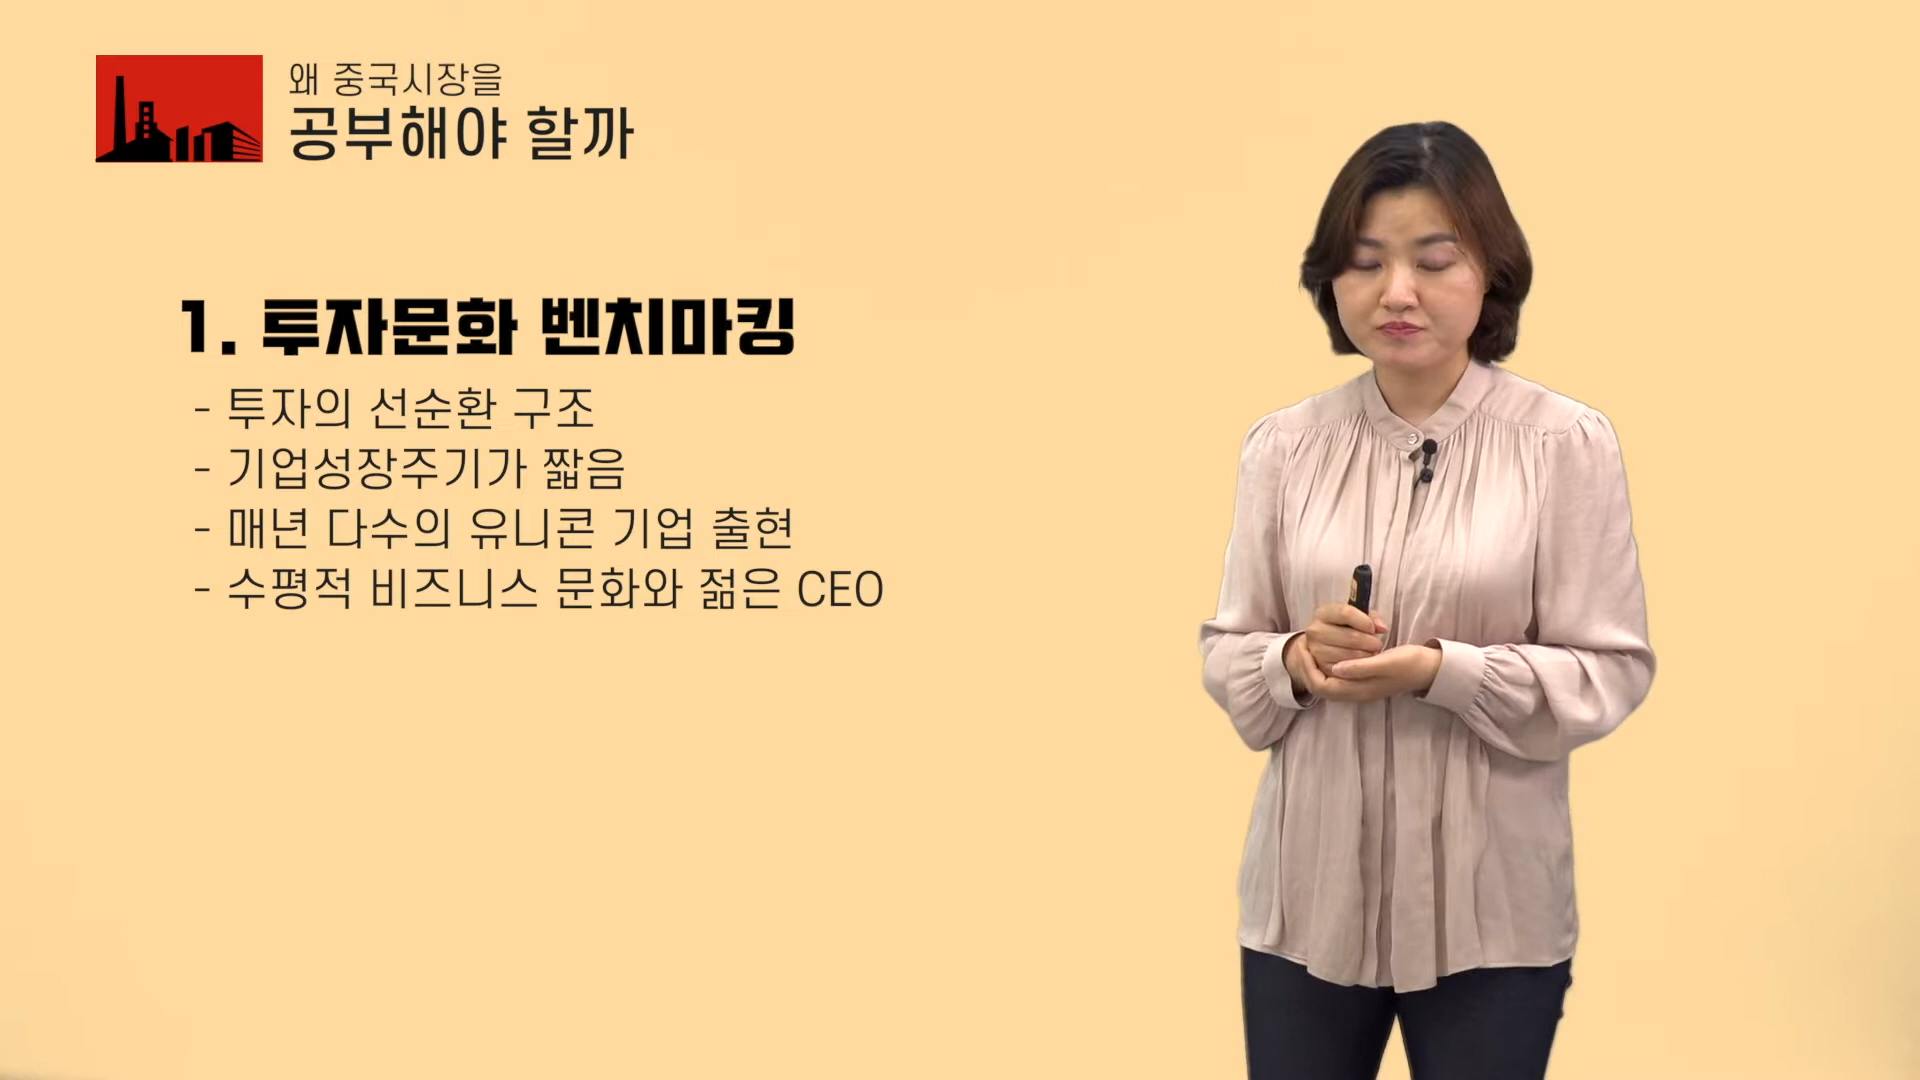 왜 중국시장을
공부해야 할까
1. 투자문화 벤치마킹
- 투자의 선순환 구조
- 기업성장주기가 짧음
- 매년 다수의 유니콘 기업 출현
- 수평적 비즈니스 문화와 젊은 CEO